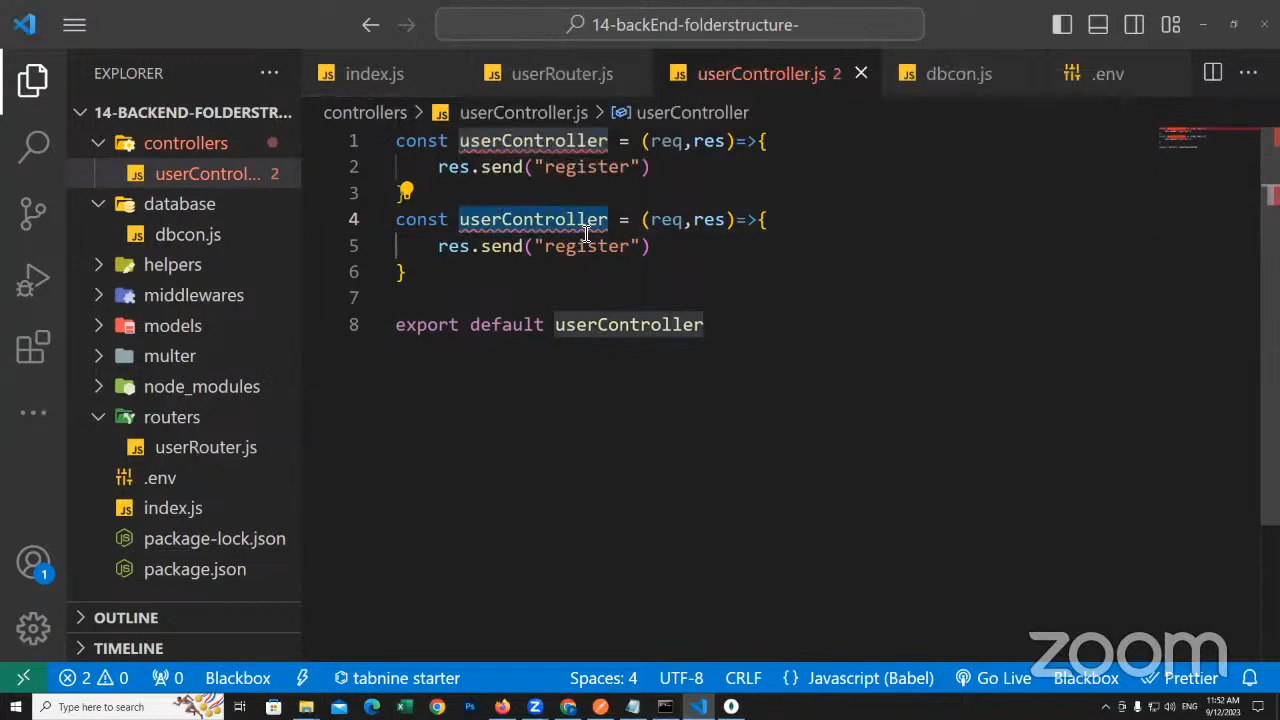 14-backEnd-folderstructure-
EXPLORER
index.js
userRouter.js
userController.js 2
dbcon.js
.env
14-BACKEND-FOLDERSTR...
controllers
userControl... 2
database
dbcon.js
helpers
middlewares
models
multer
node_modules
routers
userRouter.js
.env
index.js
package-lock.json
package.json
OUTLINE
TIMELINE
controllers > JS userController.js > userController
1 const userController = (req,res)=>{
2 res.send("register")
3 }
4 const userController = (req,res)=>{
5 res.send("register")
6 }
7
8 export default userController
zoom
1
2 0 0 Blackbox tabnine starter Spaces: 4 UTF-8 CRLF {} Javascript (Babel) Go Live Blackbox Prettier
Type here to search
ENG 11:52 AM
9/12/2023